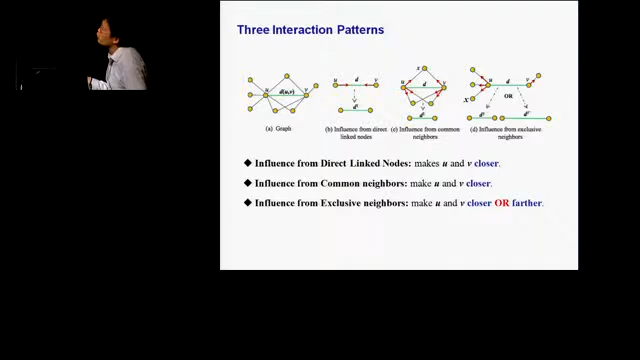 Three Interaction Patterns
x
u d(u,v) v
u d v
u d v
u d v
x
OR
(a) Graph
(b) Influence from direct linked nodes
(c) Influence from common neighbors
(d) Influence from exclusive neighbors
◆ Influence from Direct Linked Nodes: makes u and v closer.
◆ Influence from Common neighbors: make u and v closer.
◆ Influence from Exclusive neighbors: make u and v closer OR farther.